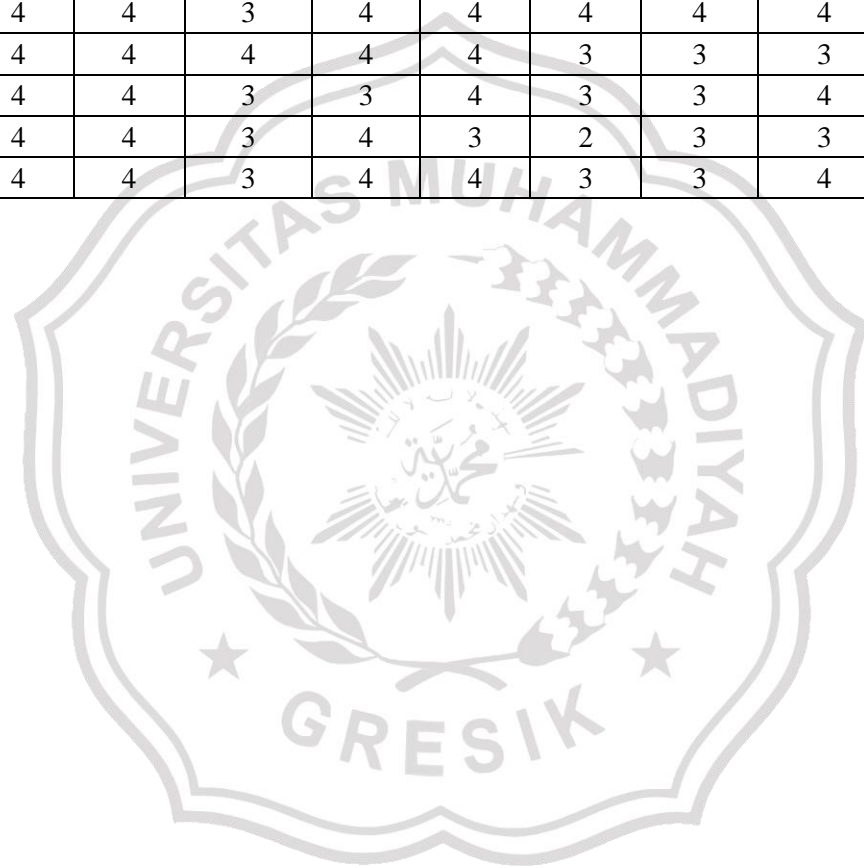 4 4 3 4 4 4 4 4
4 4 4 4 4 3 3 3
4 4 3 3 4 3 3 4
4 4 3 4 3 2 3 3
4 4 3 4 4 3 3 4
UNIVERSITAS MUHAMMADIYAH
محمدية
GRESIK